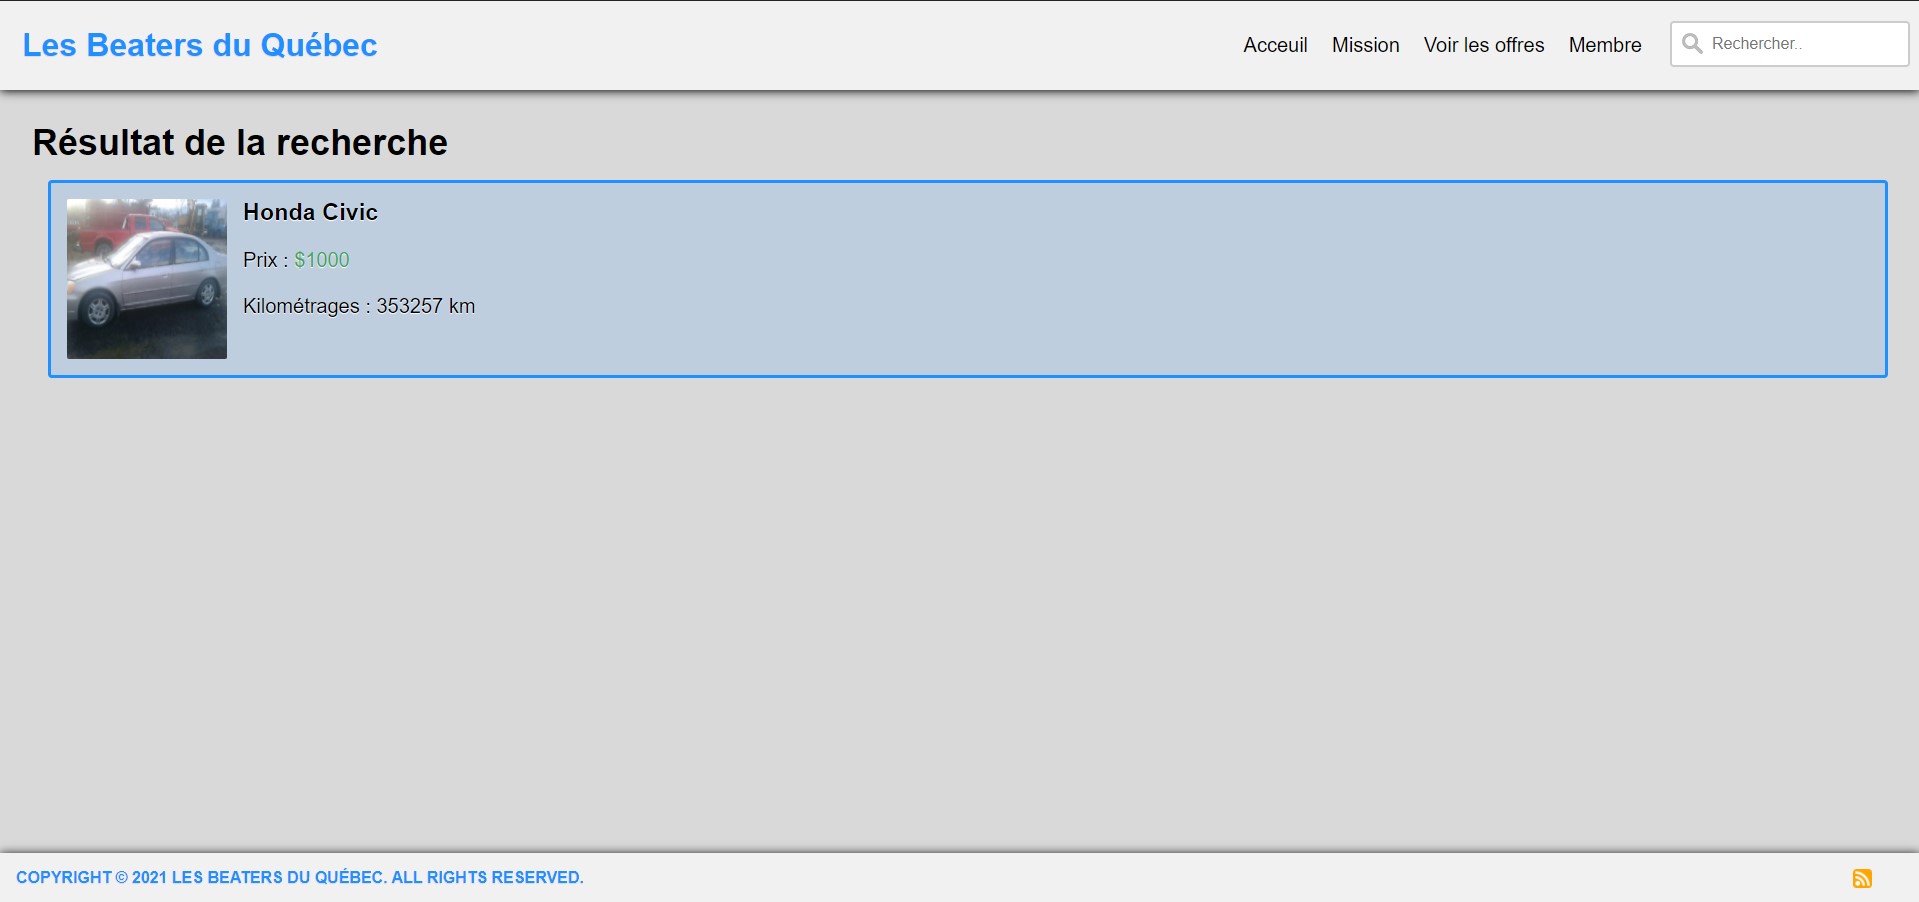 Les Beaters du Québec
Acceuil Mission Voir les offres Membre Rechercher..
Résultat de la recherche
Honda Civic
Prix : $1000
Kilométrages : 353257 km
COPYRIGHT © 2021 LES BEATERS DU QUÉBEC. ALL RIGHTS RESERVED.